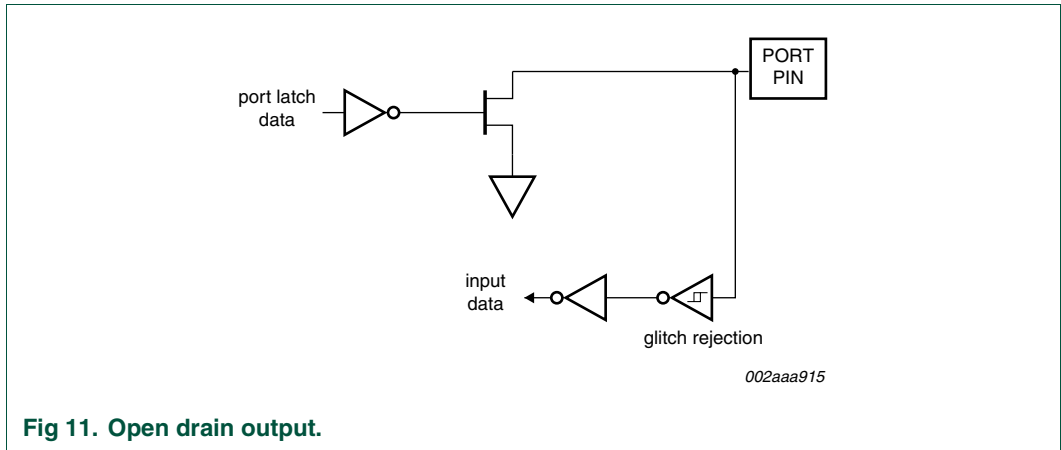 PORT
PIN
port latch
data
input
data
glitch rejection
002aaa915
Fig 11. Open drain output.